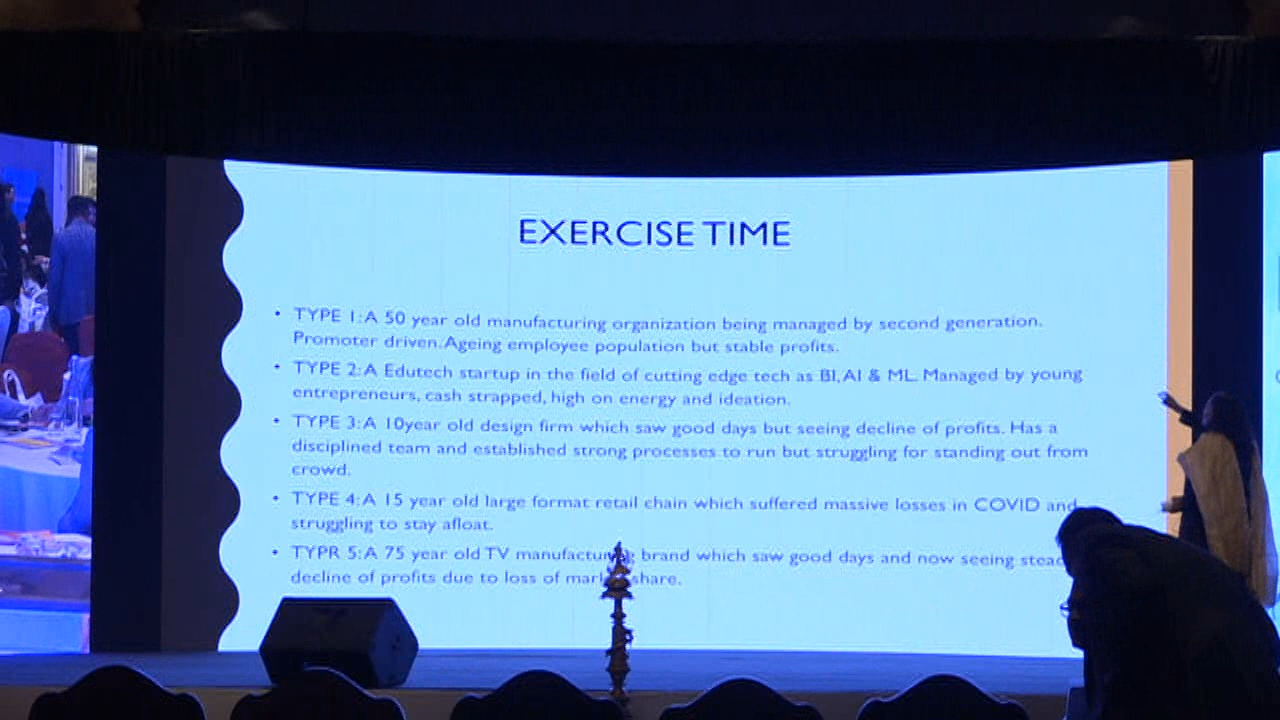 EXERCISE TIME
• TYPE 1: A 50 year old manufacturing organization being managed by second generation.
Promoter driven. Ageing employee population but stable profits.
• TYPE 2: A Edutech startup in the field of cutting edge tech as BI, AI & ML. Managed by young
entrepreneurs, cash strapped, high on energy and ideation.
• TYPE 3: A 10year old design firm which saw good days but seeing decline of profits. Has a
disciplined team and established strong processes to run but struggling for standing out from
crowd.
• TYPE 4: A 15 year old large format retail chain which suffered massive losses in COVID and
struggling to stay afloat.
• TYPR 5: A 75 year old TV manufacturing brand which saw good days and now seeing
decline of profits due to loss of share.